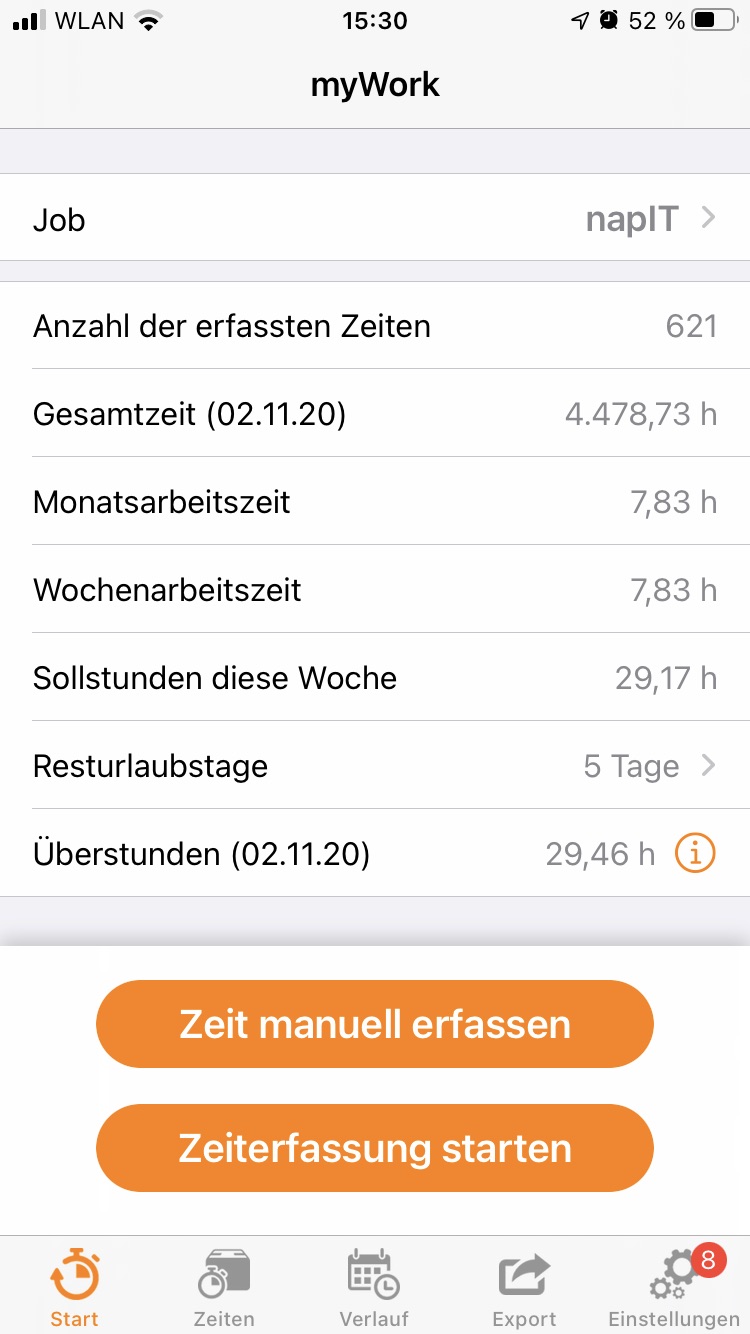 WLAN 15:30 52 %
myWork
Job napIT
Anzahl der erfassten Zeiten 621
Gesamtzeit (02.11.20) 4.478,73 h
Monatsarbeitszeit 7,83 h
Wochenarbeitszeit 7,83 h
Sollstunden diese Woche 29,17 h
Resturlaubstage 5 Tage
Überstunden (02.11.20) 29,46 h
Zeit manuell erfassen
Zeiterfassung starten
8
Start Zeiten Verlauf Export Einstellungen